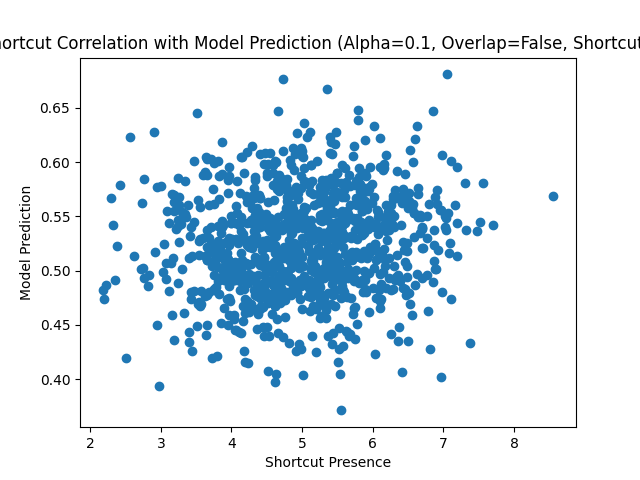 ortcut Correlation with Model Prediction (Alpha=0.1, Overlap=False, Shortcut
Model Prediction
0.65
0.60
0.55
0.50
0.45
0.40
2 3 4 5 6 7 8
Shortcut Presence